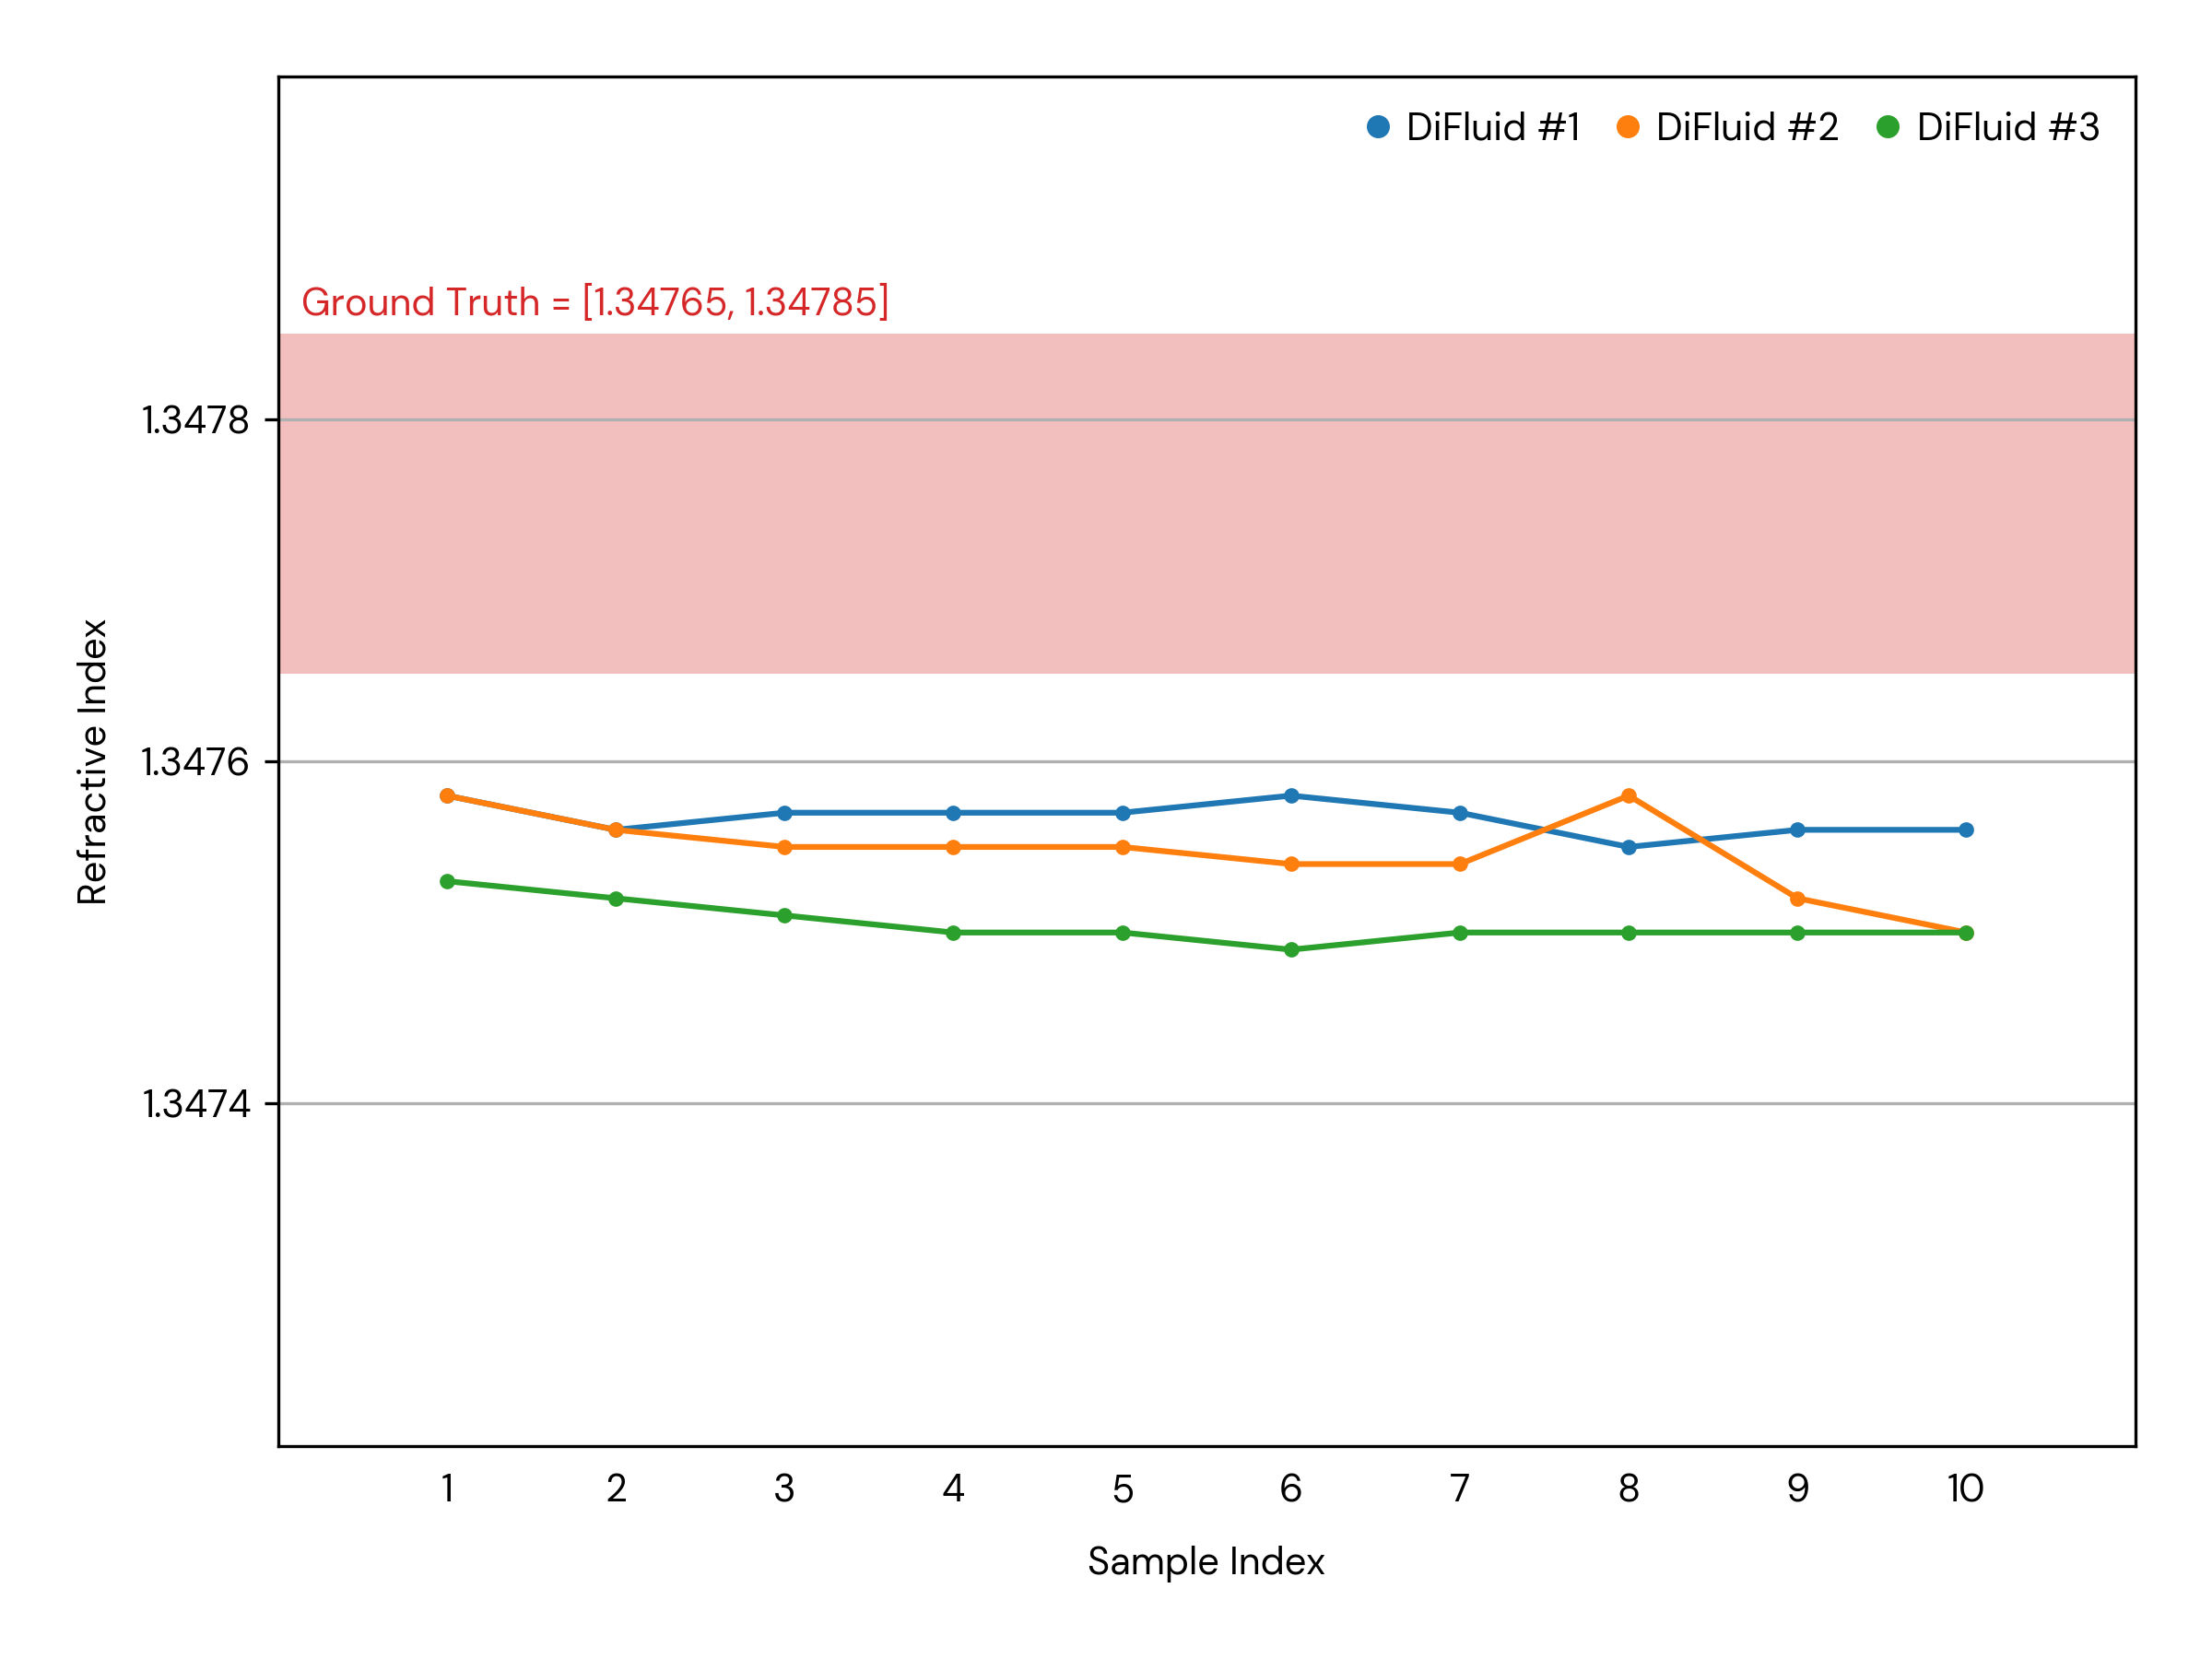 DiFluid #1 DiFluid #2 DiFluid #3
Ground Truth = [1.34765, 1.34785]
1.3478
1.3476
1.3474
Refractive Index
1 2 3 4 5 6 7 8 9 10
Sample Index